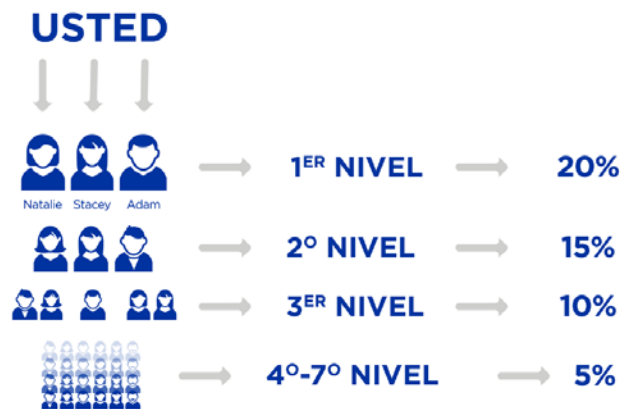 USTED
1ER NIVEL 20%
Natalie Stacey Adam
2O NIVEL 15%
3ER NIVEL 10%
4O-7O NIVEL 5%